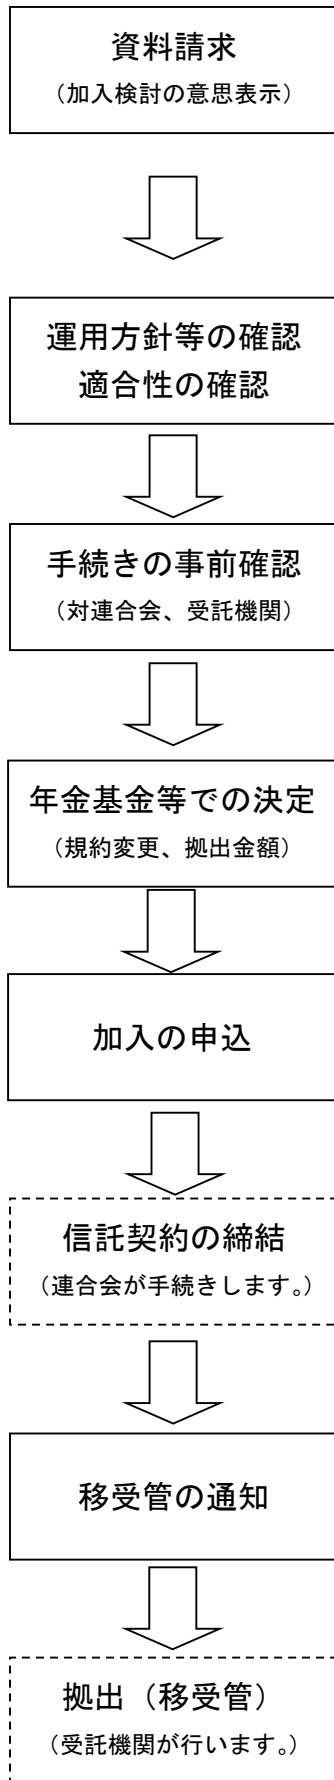 資料請求
（加入検討の意思表示）
運用方針等の確認
適合性の確認
手続きの事前確認
（対連合会、受託機関）
年金基金等での決定
（規約変更、拠出金額）
加入の申込
信託契約の締結
（連合会が手続きします。）
移受管の通知
拠出（移受管）
（受託機関が行います。）